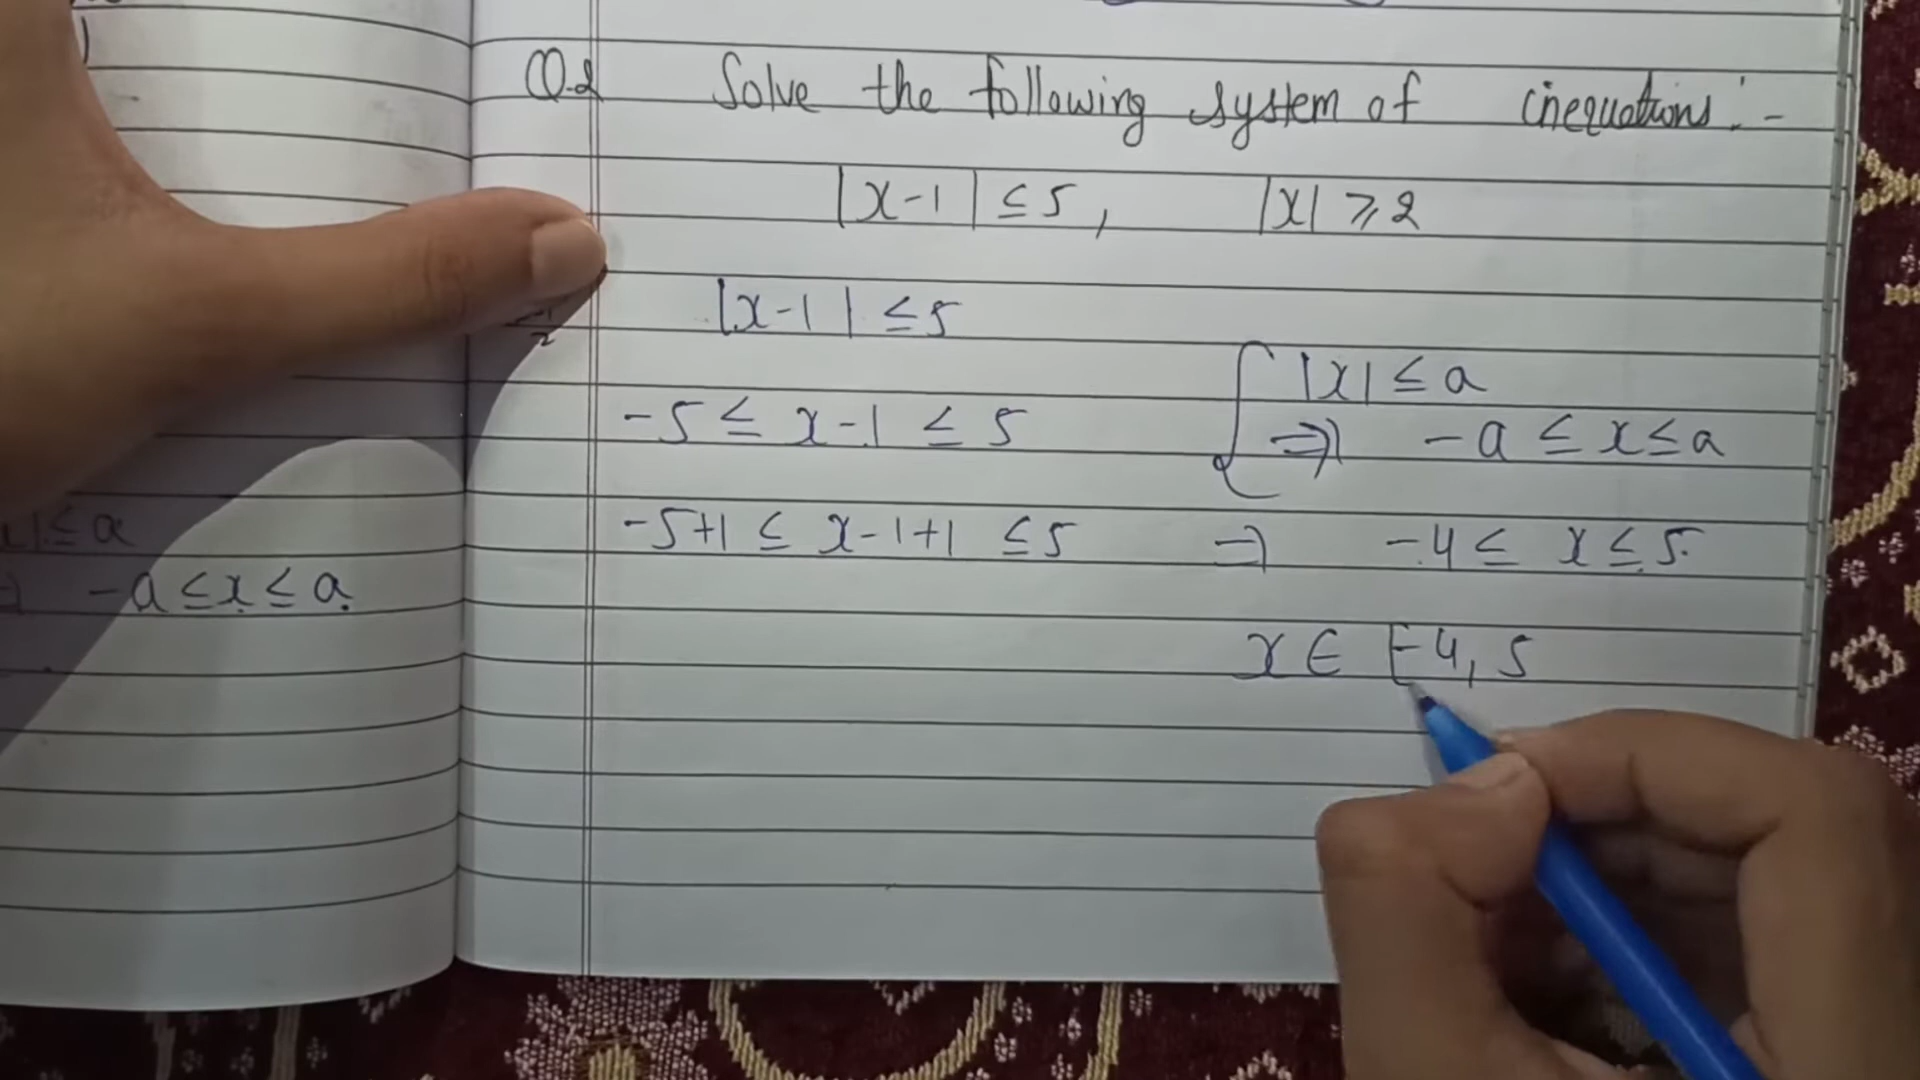 Q.2 Solve the following system of inequations :-
|x-1| ≤ 5, |x| ≥ 2
|x-1| ≤ 5
{ |x| ≤ a
-5 ≤ x-1 ≤ 5
⇒ -a ≤ x ≤ a
-5+1 ≤ x-1+1 ≤ 5 ⇒ -4 ≤ x ≤ 5.
x ∈ [-4, 5
≤ a
-a ≤ x ≤ a.